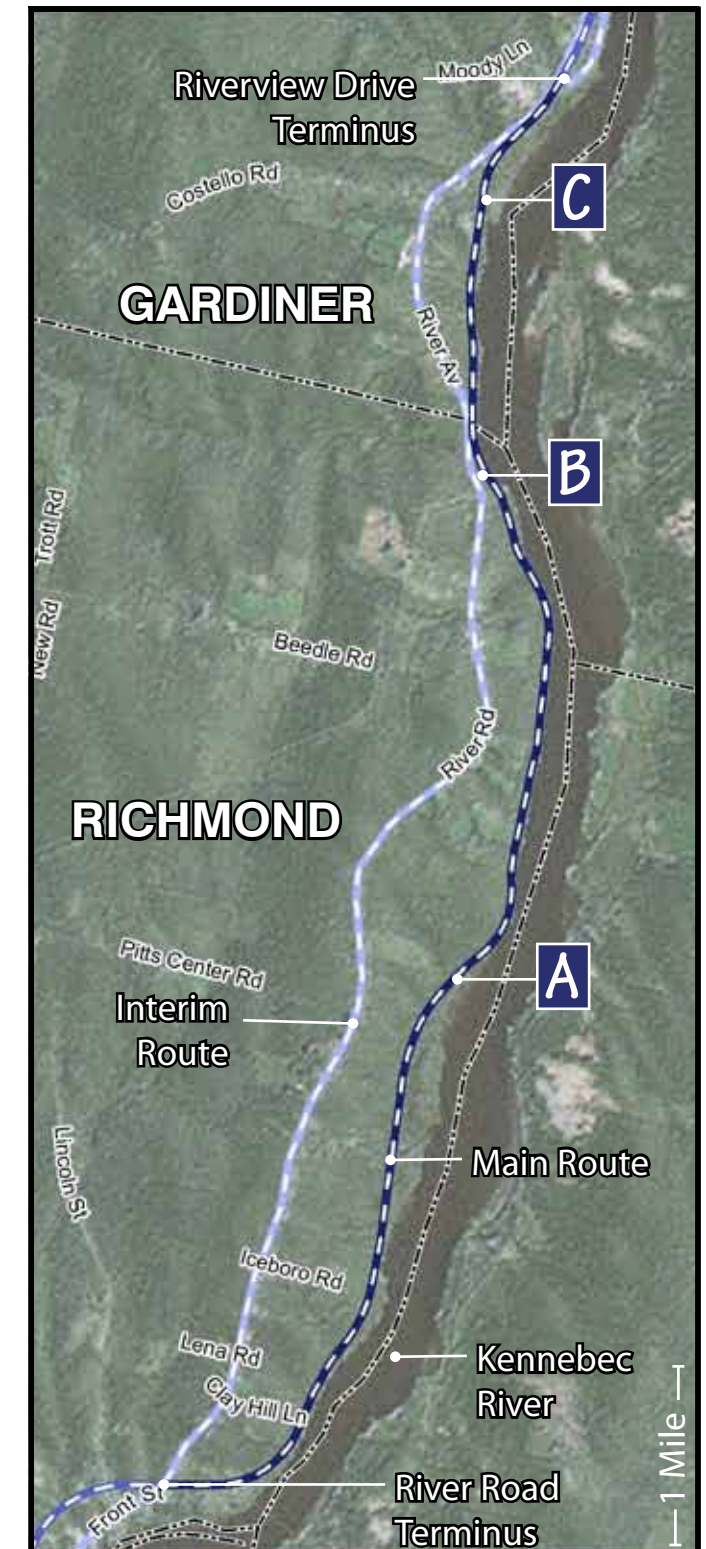 Moody Ln
Riverview Drive
Terminus
Costello Rd
C
GARDINER
River Av
B
Trott Rd
New Rd
Beedle Rd
River Rd
RICHMOND
Pitts Center Rd
A
Interim
Route
Lincoln St
Main Route
Iceboro Rd
Lena Rd
Kennebec
River
Clay Hill Ln
1 Mile
River Road
Terminus
Front St